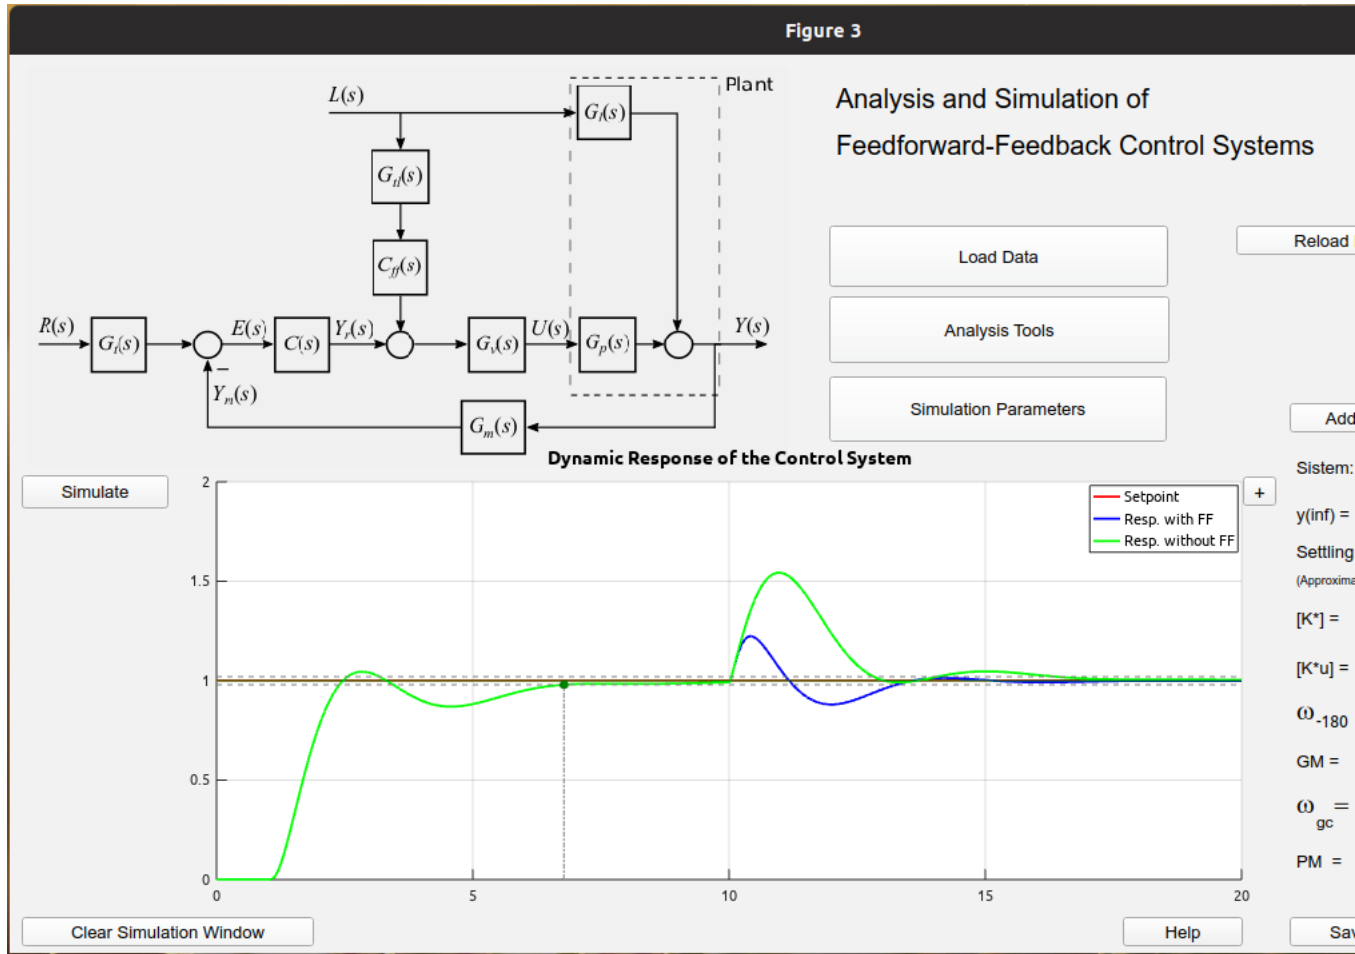 Figure 3
Plant
L(s)
Gl(s)
Gtl(s)
Cff(s)
R(s)
Gt(s)
E(s)
C(s)
Yr(s)
Gv(s)
U(s)
Gp(s)
Y(s)
−
Ym(s)
Gm(s)
Analysis and Simulation of
Feedforward-Feedback Control Systems
Load Data
Reload
Analysis Tools
Simulation Parameters
Add
Dynamic Response of the Control System
Simulate
Setpoint
Resp. with FF
Resp. without FF
+
2
1.5
1
0.5
0
0
5
10
15
20
Sistem:
y(inf) =
Settling
[K*] =
[K*u] =
ω-180
GM =
ωgc =
PM =
Clear Simulation Window
Help